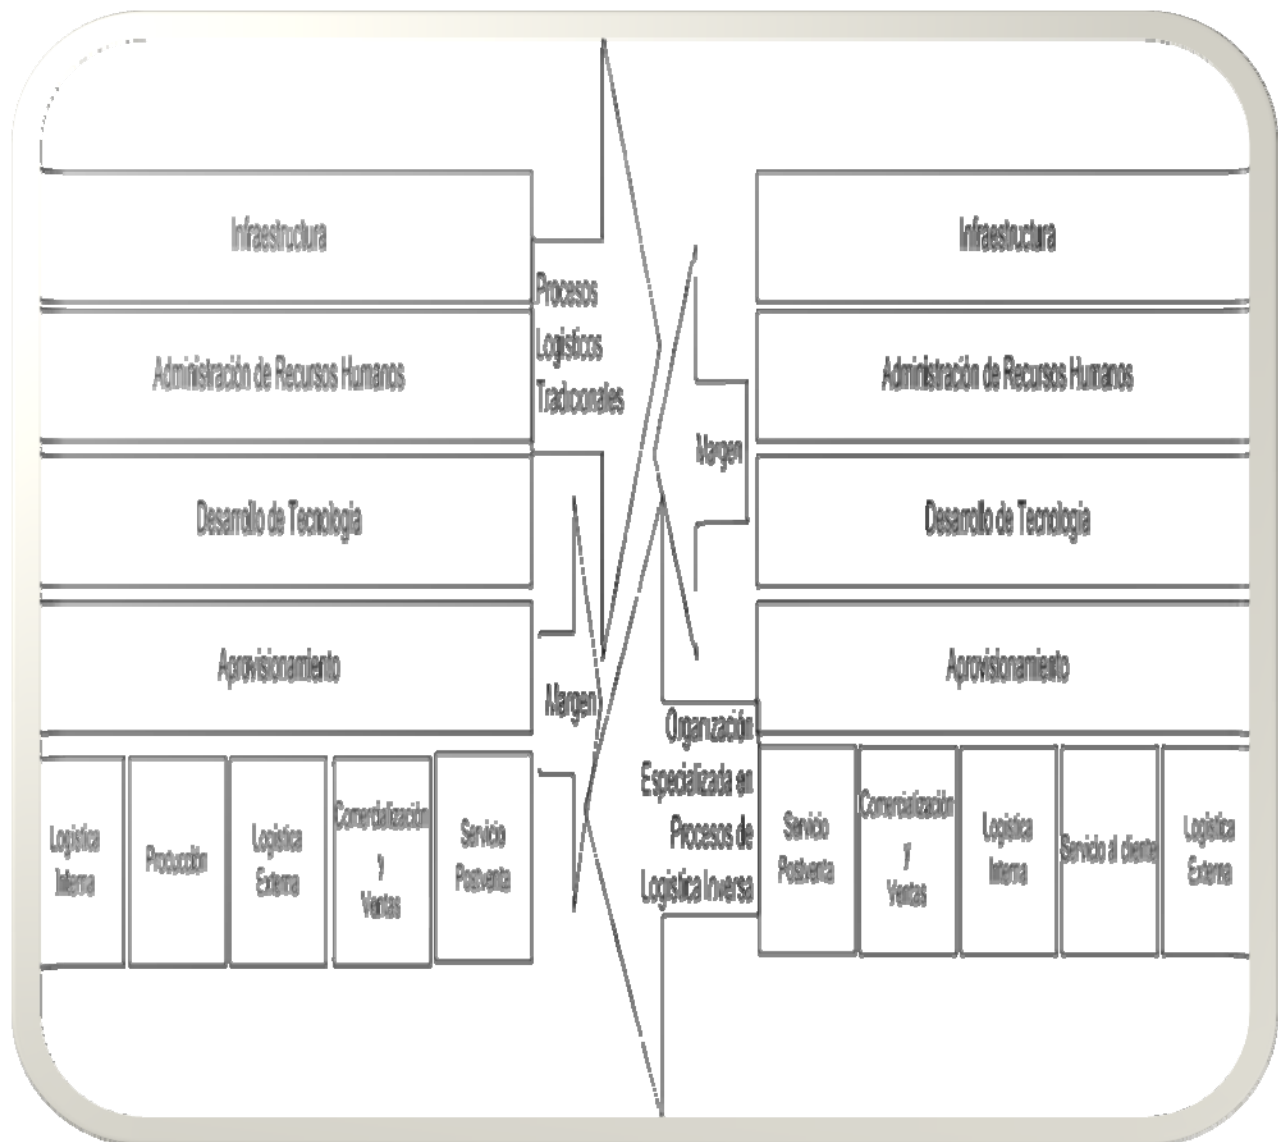 Infraestructura
Administración de Recursos Humanos
Desarrollo de Tecnología
Aprovisionamiento
Logística
Interna
Producción
Logística
Externa
Comercialización
y
Ventas
Servicio
Postventa
Procesos
Logísticos
Tradicionales
Margen
Margen
Organización
Especializada en
Procesos de
Logística Inversa
Infraestructura
Administración de Recursos Humanos
Desarrollo de Tecnología
Aprovisionamiento
Servicio
Postventa
Comercialización
y
Ventas
Logística
Interna
Servicio al cliente
Logística
Externa